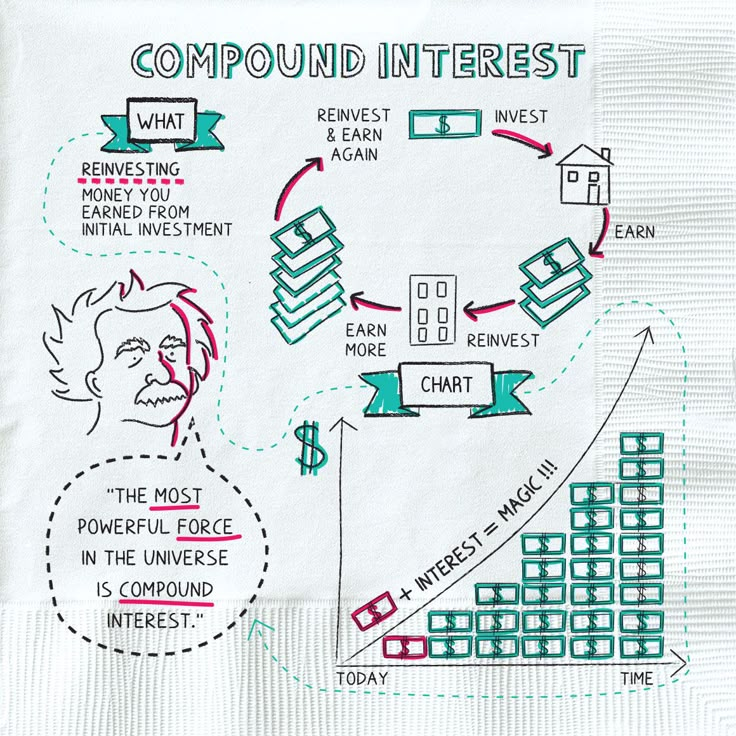 COMPOUND INTEREST
WHAT
REINVESTING
MONEY YOU
EARNED FROM
INITIAL INVESTMENT
REINVEST
& EARN
AGAIN
$
INVEST
EARN
$
REINVEST
EARN
MORE
$
CHART
"THE MOST
POWERFUL FORCE
IN THE UNIVERSE
IS COMPOUND
INTEREST."
$
$ + INTEREST = MAGIC !!!
$
$ $
$ $ $
$ $ $
$ $ $ $
$ $ $ $
$ $ $ $ $
$ $ $ $ $ $
TODAY
TIME